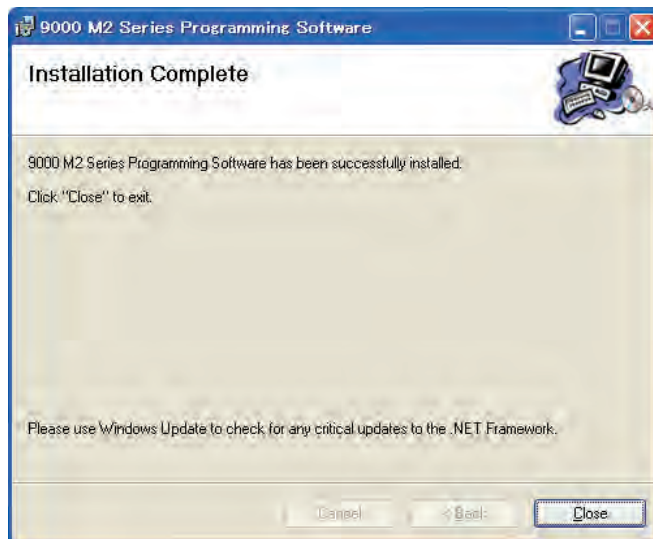 9000 M2 Series Programming Software
Installation Complete
9000 M2 Series Programming Software has been successfully installed.
Click "Close" to exit.
Please use Windows Update to check for any critical updates to the .NET Framework.
Cancel < Back Close